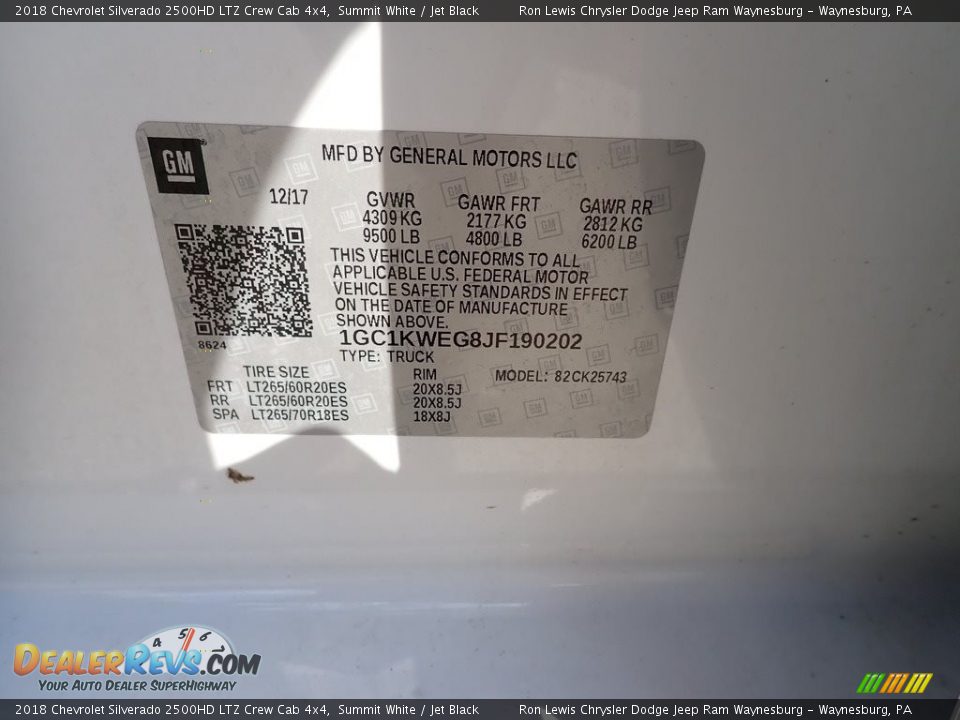 2018 Chevrolet Silverado 2500HD LTZ Crew Cab 4x4, Summit White / Jet Black Ron Lewis Chrysler Dodge Jeep Ram Waynesburg - Waynesburg, PA
GM
MFD BY GENERAL MOTORS LLC
12/17
GVWR GAWR FRT GAWR RR
4309 KG 2177 KG 2812 KG
9500 LB 4800 LB 6200 LB
THIS VEHICLE CONFORMS TO ALL
APPLICABLE U.S. FEDERAL MOTOR
VEHICLE SAFETY STANDARDS IN EFFECT
ON THE DATE OF MANUFACTURE
SHOWN ABOVE.
8624
1GC1KWEG8JF190202
TYPE: TRUCK
TIRE SIZE RIM MODEL: 82CK25743
FRT LT265/60R20ES 20X8.5J
RR LT265/60R20ES 20X8.5J
SPA LT265/70R18ES 18X8J
4 5 6 7
DEALERREVS.COM
YOUR AUTO DEALER SUPERHIGHWAY
2018 Chevrolet Silverado 2500HD LTZ Crew Cab 4x4, Summit White / Jet Black Ron Lewis Chrysler Dodge Jeep Ram Waynesburg - Waynesburg, PA